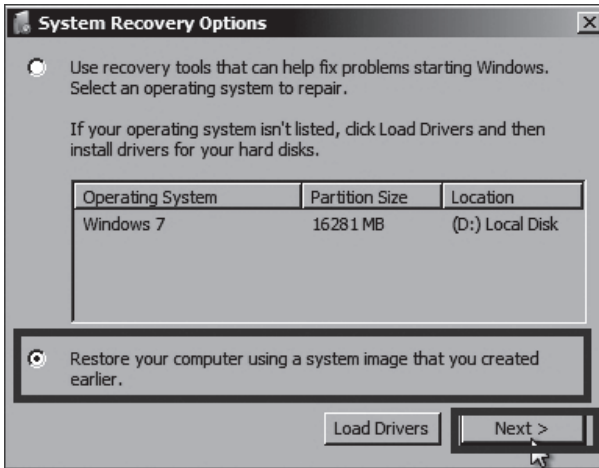 System Recovery Options
Use recovery tools that can help fix problems starting Windows.
Select an operating system to repair.
If your operating system isn't listed, click Load Drivers and then
install drivers for your hard disks.
Operating System Partition Size Location
Windows 7 16281 MB (D:) Local Disk
Restore your computer using a system image that you created
earlier.
Load Drivers Next >